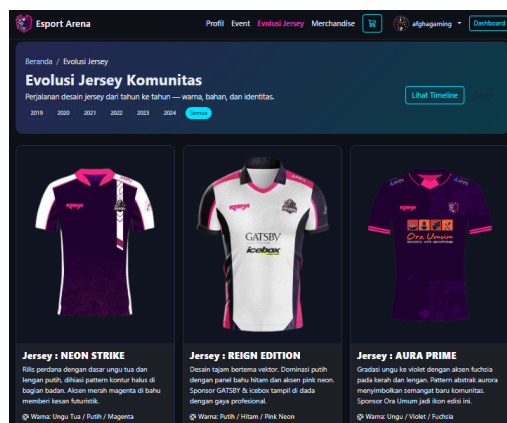 Esport Arena
Profil Event Evolusi Jersey Merchandise afghagaming Dashboard
Beranda / Evolusi Jersey
Evolusi Jersey Komunitas
Perjalanan desain jersey dari tahun ke tahun — warna, bahan, dan identitas.
Lihat Timeline
2019 2020 2021 2022 2023 2024 Semua
GATSBY
icebox
Ora Umum
Jersey : NEON STRIKE
Rilis perdana dengan dasar ungu tua dan
lengan putih, dihiasi pattern kontur halus di
bagian badan. Aksen merah magenta di bahu
memberi kesan futuristik.
Warna: Ungu Tua / Putih / Magenta
Jersey : REIGN EDITION
Desain tajam bertema vektor. Dominasi putih
dengan panel bahu hitam dan aksen pink neon.
Sponsor GATSBY & icebox tampil di dada
dengan gaya profesional.
Warna: Putih / Hitam / Pink Neon
Jersey : AURA PRIME
Gradasi ungu ke violet dengan aksen fuchsia
pada kerah dan lengan. Pattern abstrak aurora
menyimbolkan semangat baru komunitas.
Sponsor Ora Umum jadi ikon edisi ini.
Warna: Ungu / Violet / Fuchsia